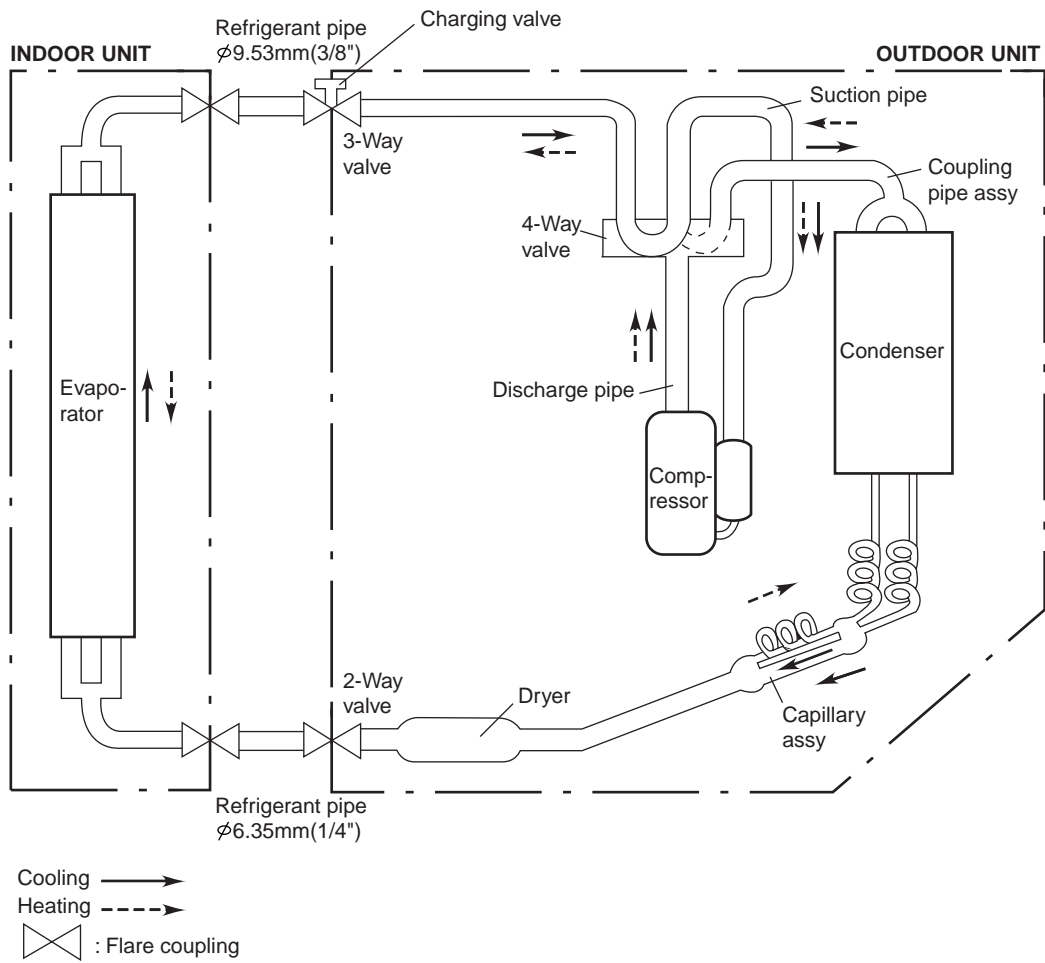 Charging valve
Refrigerant pipe
⌀9.53mm(3/8")
INDOOR UNIT
OUTDOOR UNIT
Suction pipe
3-Way
valve
Coupling
pipe assy
4-Way
valve
Condenser
Evapo-
rator
Discharge pipe
Comp-
ressor
2-Way
valve
Dryer
Capillary
assy
Refrigerant pipe
⌀6.35mm(1/4")
Cooling
Heating
: Flare coupling